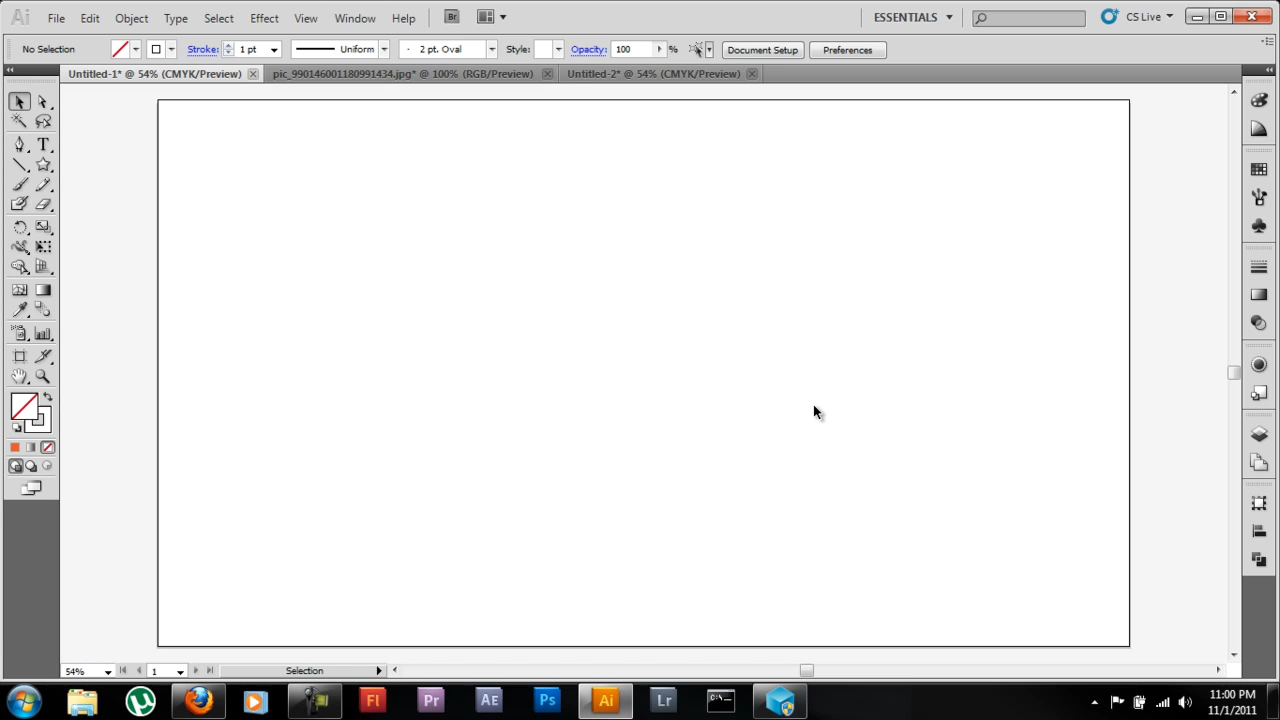 Ai File Edit Object Type Select Effect View Window Help Br ESSENTIALS CS Live
No Selection Stroke: 1 pt Uniform 2 pt. Oval Style: Opacity: 100 % Document Setup Preferences
Untitled-1* @ 54% (CMYK/Preview) pic_990146001180991434.jpg* @ 100% (RGB/Preview) Untitled-2* @ 54% (CMYK/Preview)
T
54% 1 Selection
Fl Pr AE Ps Ai Lr C:\. 11:00 PM
11/1/2011